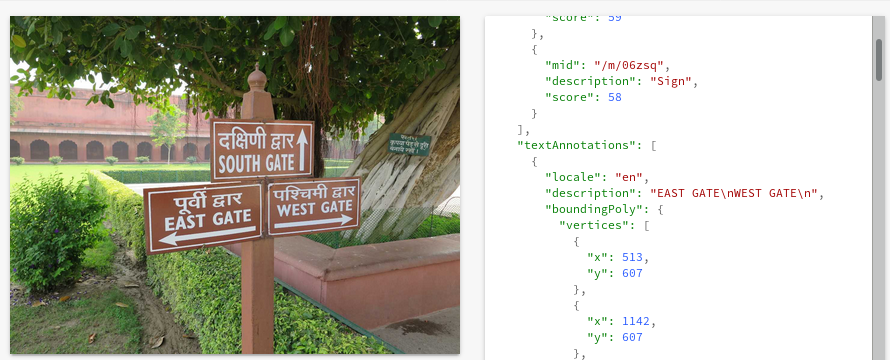 दक्षिणी द्वार
SOUTH GATE
पूर्वी द्वार
EAST GATE
पश्चिमी द्वार
WEST GATE
"score": 59
},
{
"mid": "/m/06zsq",
"description": "Sign",
"score": 58
}
],
"textAnnotations": [
{
"locale": "en",
"description": "EAST GATE\nWEST GATE\n",
"boundingPoly": {
"vertices": [
{
"x": 513,
"y": 607
},
{
"x": 1142,
"y": 607
},